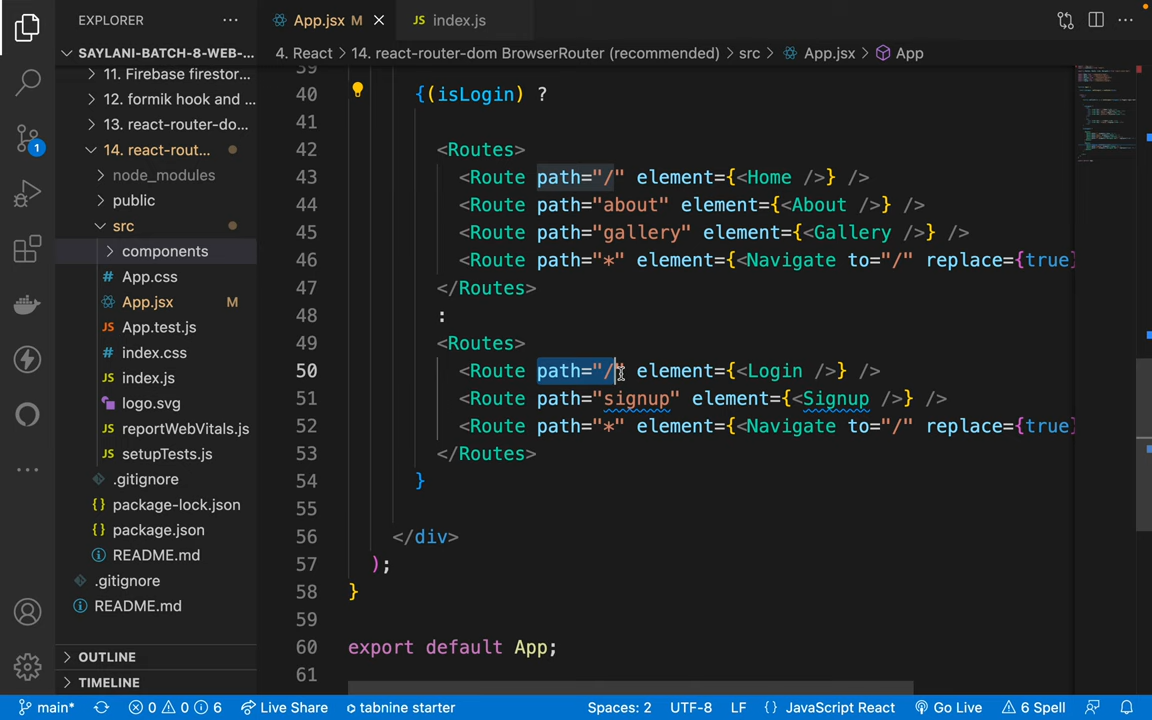 EXPLORER
App.jsx M
index.js
SAYLANI-BATCH-8-WEB-...
4. React > 14. react-router-dom BrowserRouter (recommended) > src > App.jsx > App
11. Firebase firestor...
12. formik hook and ...
13. react-router-do...
14. react-rout...
node_modules
public
src
components
App.css
App.jsx M
App.test.js
index.css
index.js
logo.svg
reportWebVitals.js
setupTests.js
.gitignore
package-lock.json
package.json
README.md
.gitignore
README.md
OUTLINE
TIMELINE
39
40 {(isLogin) ?
41
42 <Routes>
43 <Route path="/" element={<Home />} />
44 <Route path="about" element={<About />} />
45 <Route path="gallery" element={<Gallery />} />
46 <Route path="*" element={<Navigate to="/" replace={true}
47 </Routes>
48 :
49 <Routes>
50 <Route path="/" element={<Login />} />
51 <Route path="signup" element={<Signup />} />
52 <Route path="*" element={<Navigate to="/" replace={true}
53 </Routes>
54 }
55
56 </div>
57 );
58 }
59
60 export default App;
61
1
main* 0 0 6 Live Share tabnine starter Spaces: 2 UTF-8 LF {} JavaScript React Go Live 6 Spell